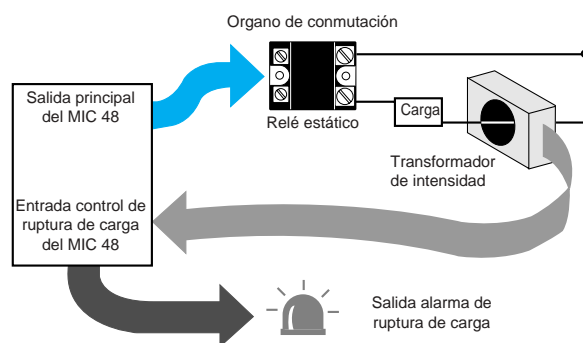 Organo de conmutación
Salida principal
del MIC 48
Relé estático
Carga
Transformador
de intensidad
Entrada control de
ruptura de carga
del MIC 48
Salida alarma de
ruptura de carga